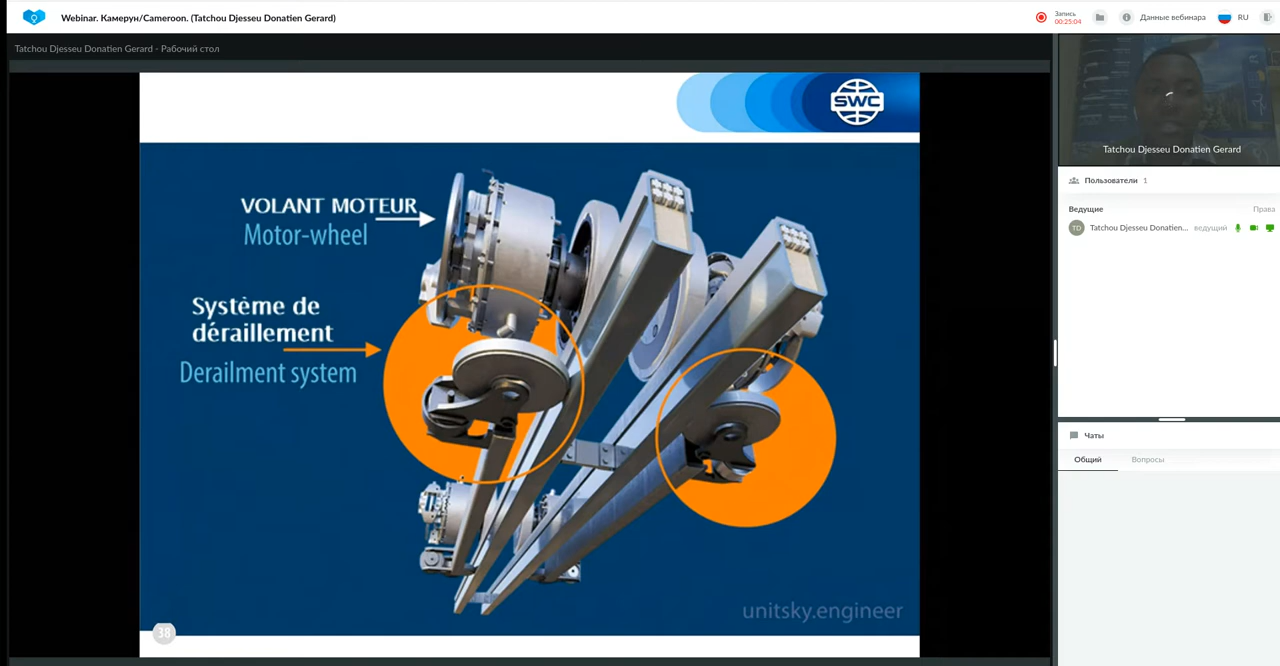 Webinar. Камерун/Cameroon. (Tatchou Djesseu Donatien Gerard)
Запись
00:25:04
Данные вебинара
RU
Tatchou Djesseu Donatien Gerard - Рабочий стол
SWC
VOLANT MOTEUR
Motor-wheel
Système de
déraillement
Derailment system
unitsky.engineer
38
Tatchou Djesseu Donatien Gerard
Пользователи 1
Ведущие Права
TD Tatchou Djesseu Donatien... ведущий
Чаты
Общий Вопросы